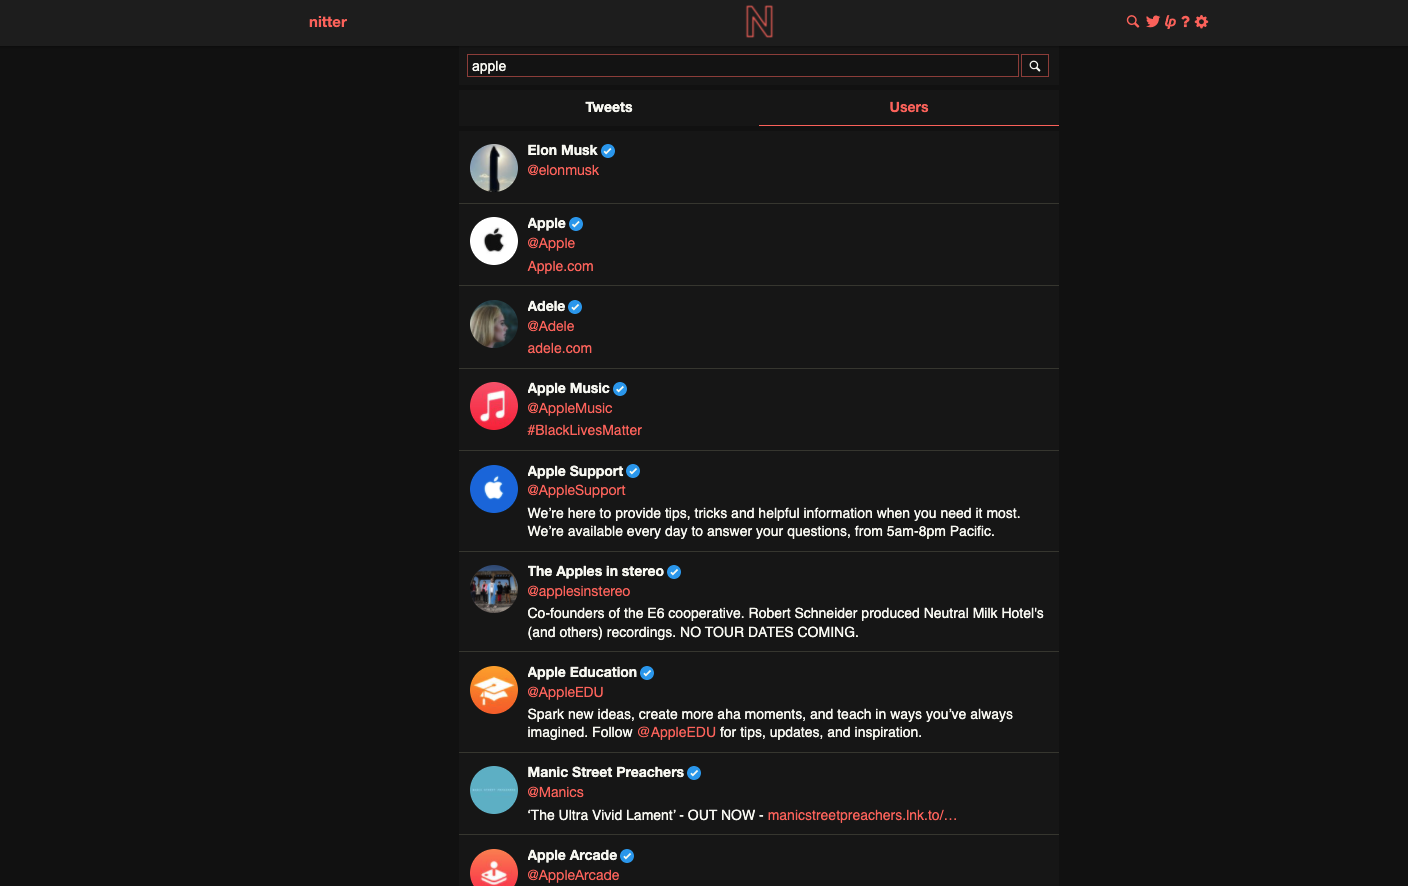 nitter
N
lp ?
apple
Tweets
Users
Elon Musk
@elonmusk
Apple
@Apple
Apple.com
Adele
@Adele
adele.com
Apple Music
@AppleMusic
#BlackLivesMatter
Apple Support
@AppleSupport
We’re here to provide tips, tricks and helpful information when you need it most.
We’re available every day to answer your questions, from 5am-8pm Pacific.
The Apples in stereo
@applesinstereo
Co-founders of the E6 cooperative. Robert Schneider produced Neutral Milk Hotel's
(and others) recordings. NO TOUR DATES COMING.
Apple Education
@AppleEDU
Spark new ideas, create more aha moments, and teach in ways you’ve always
imagined. Follow @AppleEDU for tips, updates, and inspiration.
Manic Street Preachers
@Manics
‘The Ultra Vivid Lament’ - OUT NOW - manicstreetpreachers.lnk.to/…
Apple Arcade
@AppleArcade